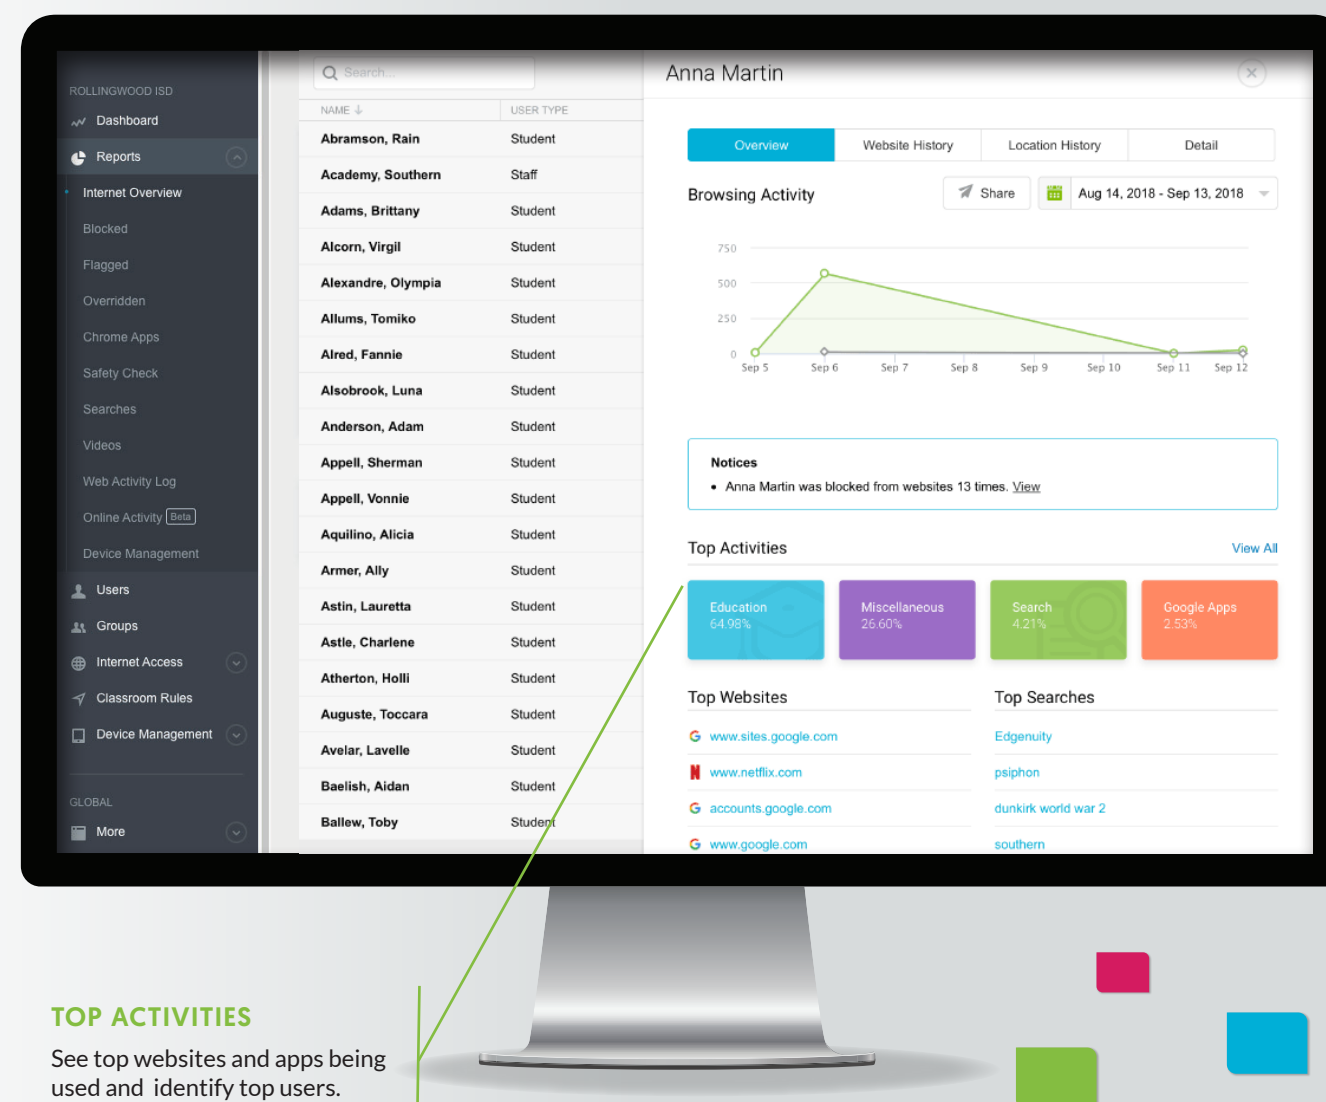 ROLLINGWOOD ISD
Dashboard
Reports
Internet Overview
Blocked
Flagged
Overridden
Chrome Apps
Safety Check
Searches
Videos
Web Activity Log
Online Activity Beta
Device Management
Users
Groups
Internet Access
Classroom Rules
Device Management
GLOBAL
More
Search...
NAME ↓ USER TYPE
Abramson, Rain Student
Academy, Southern Staff
Adams, Brittany Student
Alcorn, Virgil Student
Alexandre, Olympia Student
Allums, Tomiko Student
Alred, Fannie Student
Alsobrook, Luna Student
Anderson, Adam Student
Appell, Sherman Student
Appell, Vonnie Student
Aquilino, Alicia Student
Armer, Ally Student
Astin, Lauretta Student
Astle, Charlene Student
Atherton, Holli Student
Auguste, Toccara Student
Avelar, Lavelle Student
Baelish, Aidan Student
Ballew, Toby Student
Anna Martin
Overview Website History Location History Detail
Browsing Activity Share Aug 14, 2018 - Sep 13, 2018
750
500
250
0
Sep 5 Sep 6 Sep 7 Sep 8 Sep 9 Sep 10 Sep 11 Sep 12
Notices
• Anna Martin was blocked from websites 13 times. View
Top Activities View All
Education Miscellaneous Search Google Apps
64.98% 26.60% 4.21% 2.53%
Top Websites Top Searches
www.sites.google.com Edgenuity
www.netflix.com psiphon
accounts.google.com dunkirk world war 2
www.google.com southern
TOP ACTIVITIES
See top websites and apps being
used and identify top users.